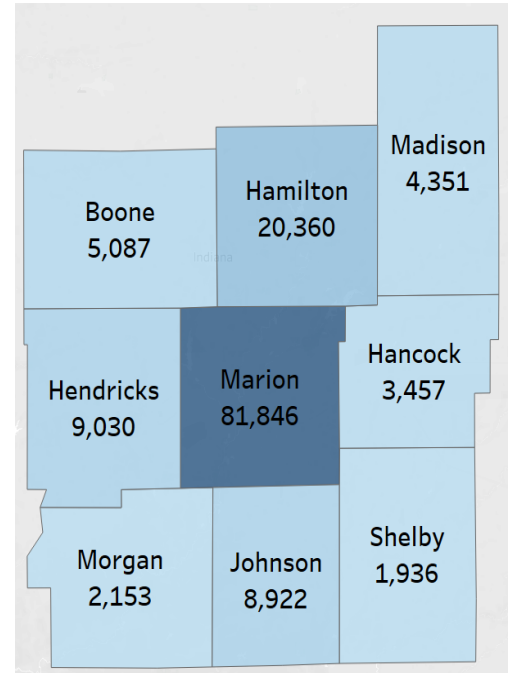 Madison
4,351
Hamilton
20,360
Boone
5,087
Indiana
Hancock
3,457
Marion
81,846
Hendricks
9,030
Shelby
1,936
Morgan
2,153
Johnson
8,922